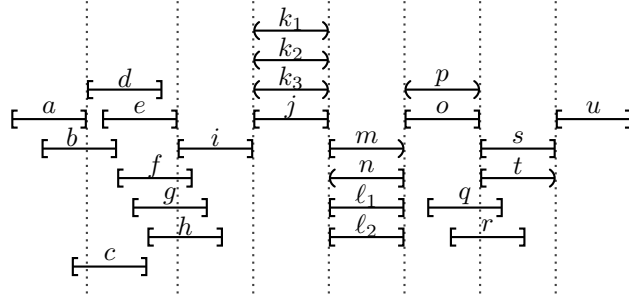 k₁
k₂
d k₃ p
a e j o u
b i m s
f n t
g ℓ₁ q
h ℓ₂ r
c